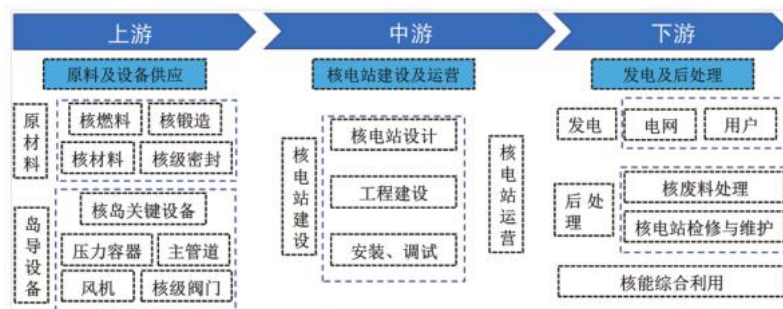 上游
中游
下游
原料及设备供应
核电站建设及运营
发电及后处理
原材料
核燃料
核锻造
核材料
核级密封
岛导设备
核岛关键设备
压力容器
主管道
风机
核级阀门
核电站建设
核电站设计
工程建设
安装、调试
核电站运营
发电
电网
用户
后处理
核废料处理
核电站检修与维护
核能综合利用